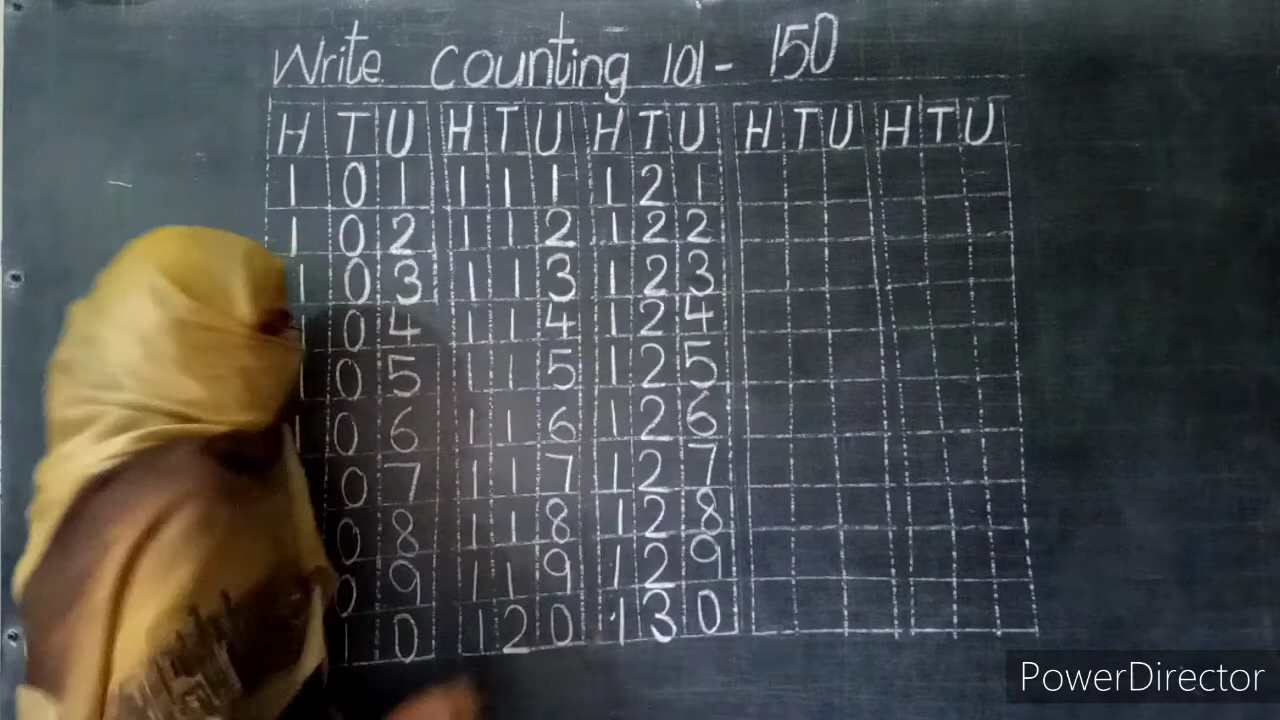 Write counting 101- 150
H T U H T U H T U H T U H T U
1 0 1 1 1 1 1 2 1
1 0 2 1 1 2 1 2 2
1 0 3 1 1 3 1 2 3
0 4 1 1 4 1 2 4
1 0 5 1 1 5 1 2 5
1 0 6 1 1 6 1 2 6
0 7 1 1 7 1 2 7
0 8 1 1 8 1 2 8
0 9 1 1 9 1 2 9
1 0 1 2 0 1 3 0
PowerDirector